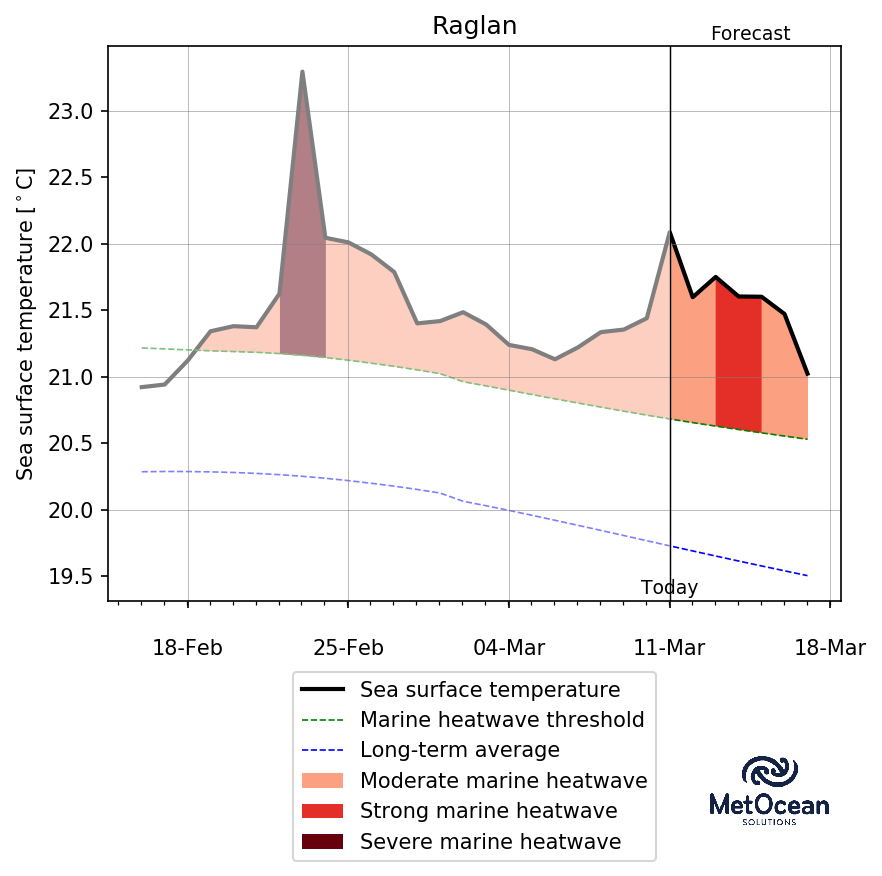 Raglan
Forecast
Sea surface temperature [°C]
23.0
22.5
22.0
21.5
21.0
20.5
20.0
19.5
Today
18-Feb 25-Feb 04-Mar 11-Mar 18-Mar
Sea surface temperature
Marine heatwave threshold
Long-term average
Moderate marine heatwave
Strong marine heatwave
Severe marine heatwave
MetOcean
SOLUTIONS